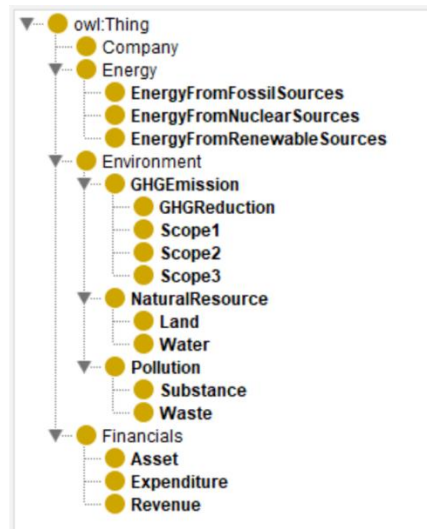 owl:Thing
Company
Energy
EnergyFromFossilSources
EnergyFromNuclearSources
EnergyFromRenewableSources
Environment
GHGEmission
GHGReduction
Scope1
Scope2
Scope3
NaturalResource
Land
Water
Pollution
Substance
Waste
Financials
Asset
Expenditure
Revenue